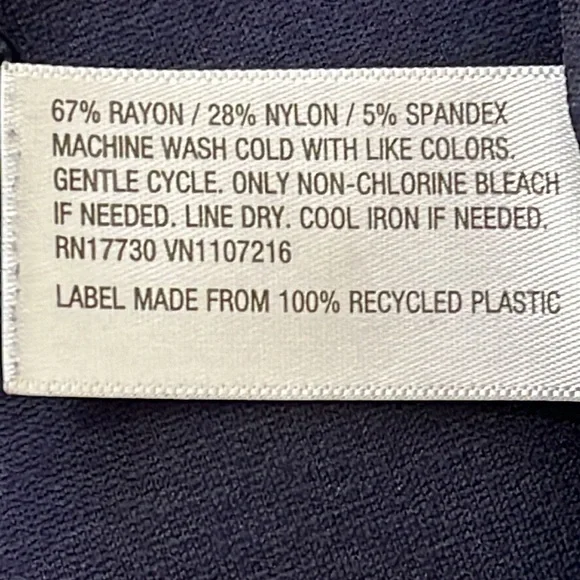 67% RAYON / 28% NYLON / 5% SPANDEX
MACHINE WASH COLD WITH LIKE COLORS.
GENTLE CYCLE. ONLY NON-CHLORINE BLEACH
IF NEEDED. LINE DRY. COOL IRON IF NEEDED.
RN17730 VN1107216
LABEL MADE FROM 100% RECYCLED PLASTIC